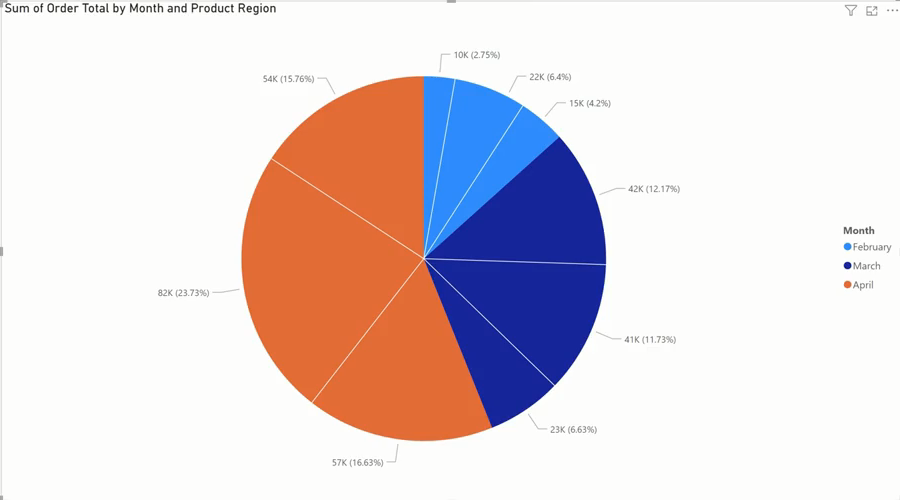 Sum of Order Total by Month and Product Region
10K (2.75%)
22K (6.4%)
15K (4.2%)
42K (12.17%)
41K (11.73%)
23K (6.63%)
57K (16.63%)
82K (23.73%)
54K (15.76%)
Month
February
March
April